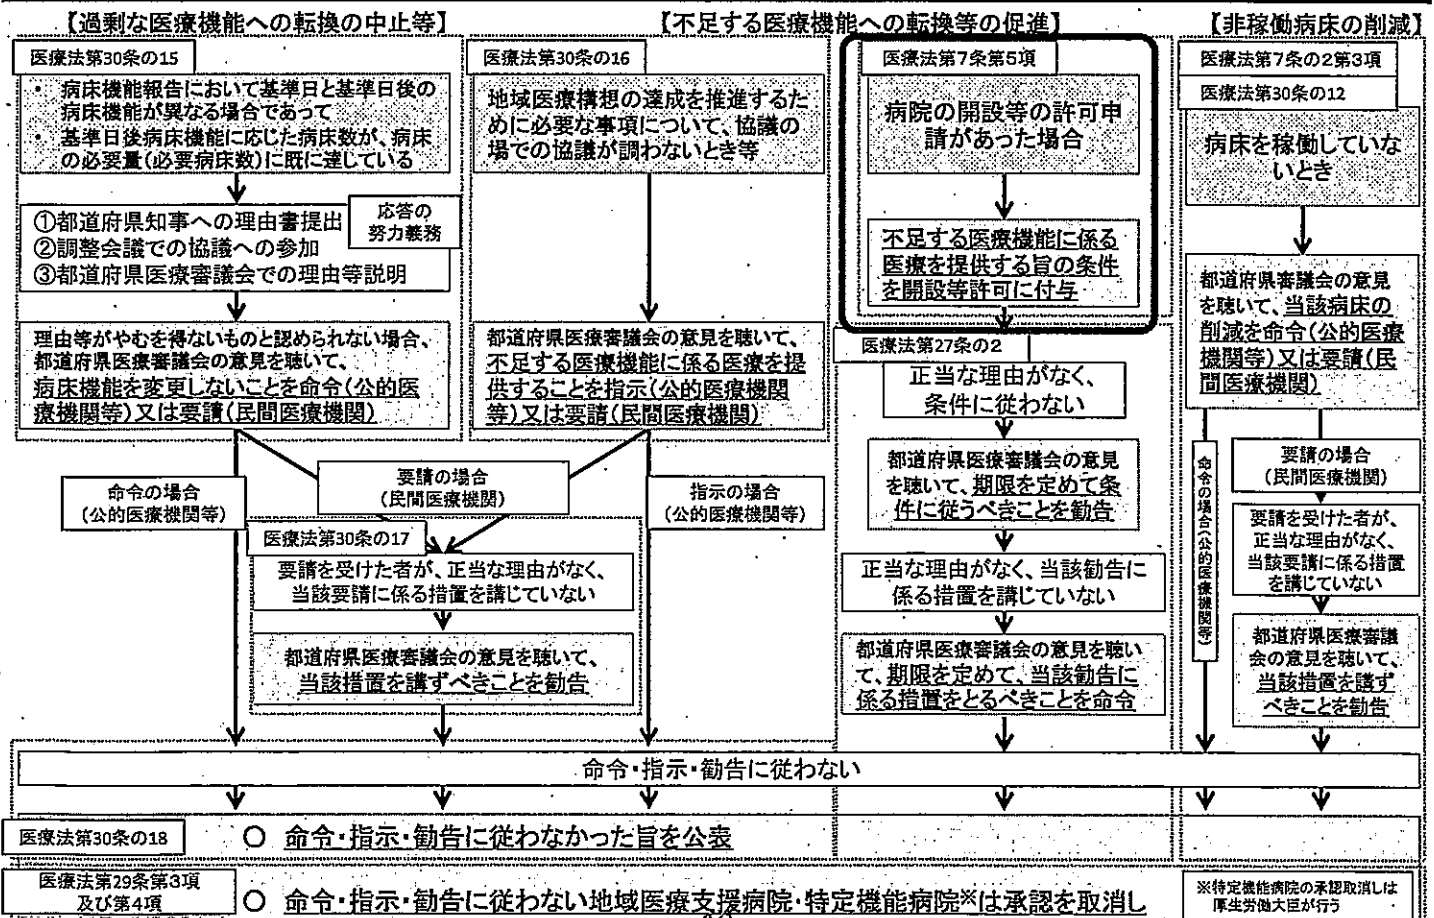 【過剰な医療機能への転換の中止等】
【不足する医療機能への転換等の促進】
【非稼働病床の削減】
医療法第30条の15
・ 病床機能報告において基準日と基準日後の
病床機能が異なる場合であって
・ 基準日後病床機能に応じた病床数が、病床
の必要量(必要病床数)に既に達している
①都道府県知事への理由書提出
②調整会議での協議への参加
③都道府県医療審議会での理由等説明
応答の
努力義務
理由等がやむを得ないものと認められない場合、
都道府県医療審議会の意見を聴いて、
病床機能を変更しないことを命令(公的医
療機関等)又は要請(民間医療機関)
医療法第30条の16
地域医療構想の達成を推進するた
めに必要な事項について、協議の
場での協議が調わないとき等
都道府県医療審議会の意見を聴いて、
不足する医療機能に係る医療を提
供することを指示(公的医療機関
等)又は要請(民間医療機関)
命令の場合
(公的医療機関等)
要請の場合
(民間医療機関)
指示の場合
(公的医療機関等)
医療法第30条の17
要請を受けた者が、正当な理由がなく、
当該要請に係る措置を講じていない
都道府県医療審議会の意見を聴いて、
当該措置を講ずべきことを勧告
医療法第7条第5項
病院の開設等の許可申
請があった場合
不足する医療機能に係る
医療を提供する旨の条件
を開設等許可に付与
医療法第27条の2
正当な理由がなく、
条件に従わない
都道府県医療審議会の意見
を聴いて、期限を定めて条
件に従うべきことを勧告
正当な理由がなく、当該勧告に
係る措置を講じていない
都道府県医療審議会の意見を聴い
て、期限を定めて、当該勧告に
係る措置をとるべきことを命令
医療法第7条の2第3項
医療法第30条の12
病床を稼働していな
いとき
都道府県審議会の意見
を聴いて、当該病床の
削減を命令(公的医療
機関等)又は要請(民
間医療機関)
命令の場合(公的医療機関等)
要請の場合
(民間医療機関)
要請を受けた者が、
正当な理由がなく、
当該要請に係る措置
を講じていない
都道府県医療審議
会の意見を聴いて、
当該措置を講ず
べきことを勧告
命令・指示・勧告に従わない
医療法第30条の18
○ 命令・指示・勧告に従わなかった旨を公表
医療法第29条第3項
及び第4項
○ 命令・指示・勧告に従わない地域医療支援病院・特定機能病院※は承認を取消し
※特定機能病院の承認取消しは
厚生労働大臣が行う